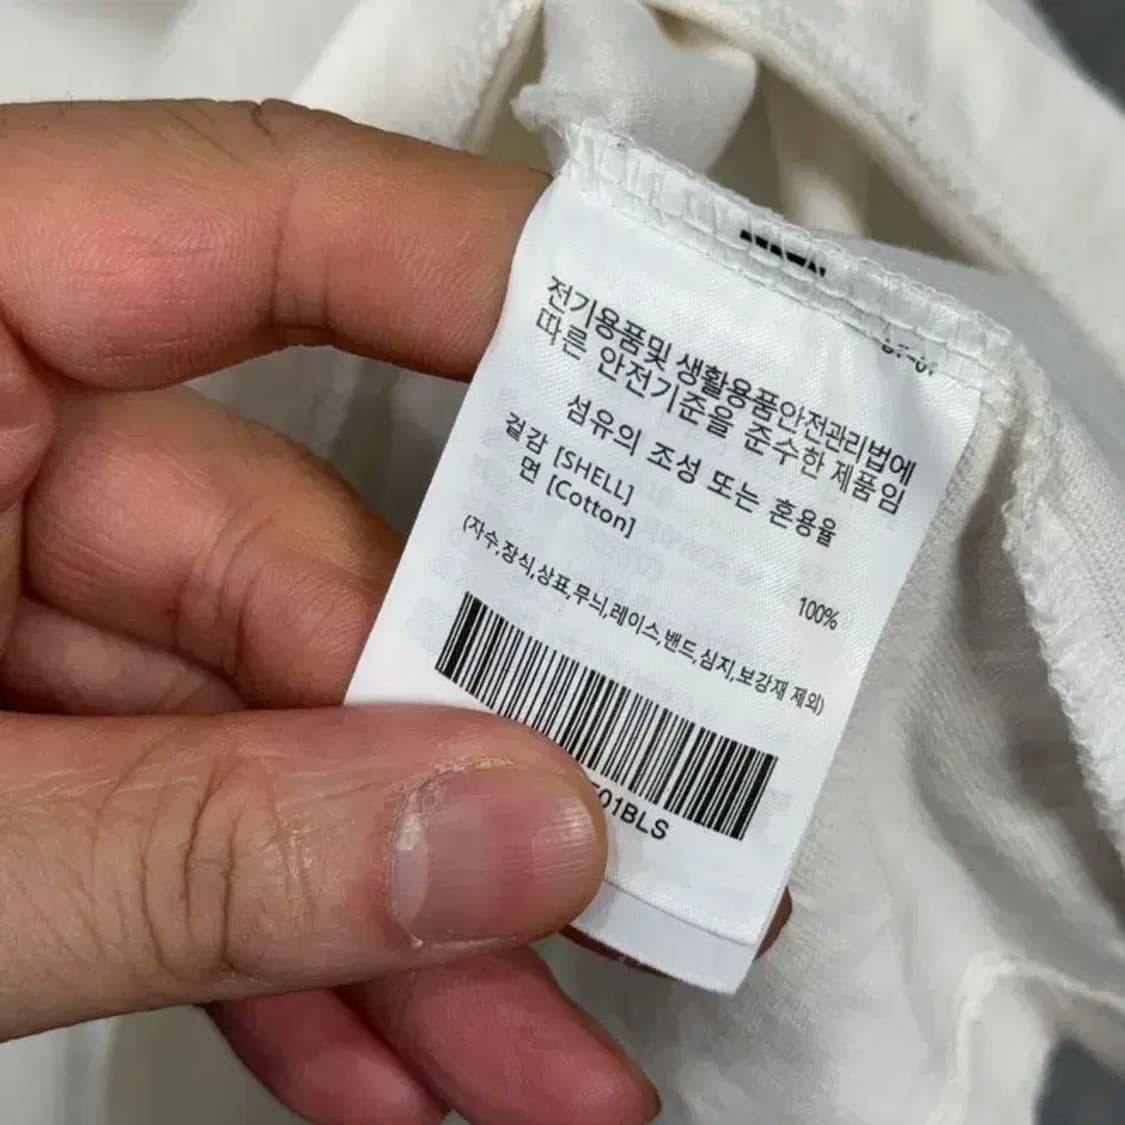 전기용품및 생활용품안전관리법에
따른 안전기준을 준수한 제품임
섬유의 조성 또는 혼용율
겉감 [SHELL]
면 [Cotton]
100%
(자수,장식,상표,무늬,레이스,밴드,심지,보강재 제외)
01BLS